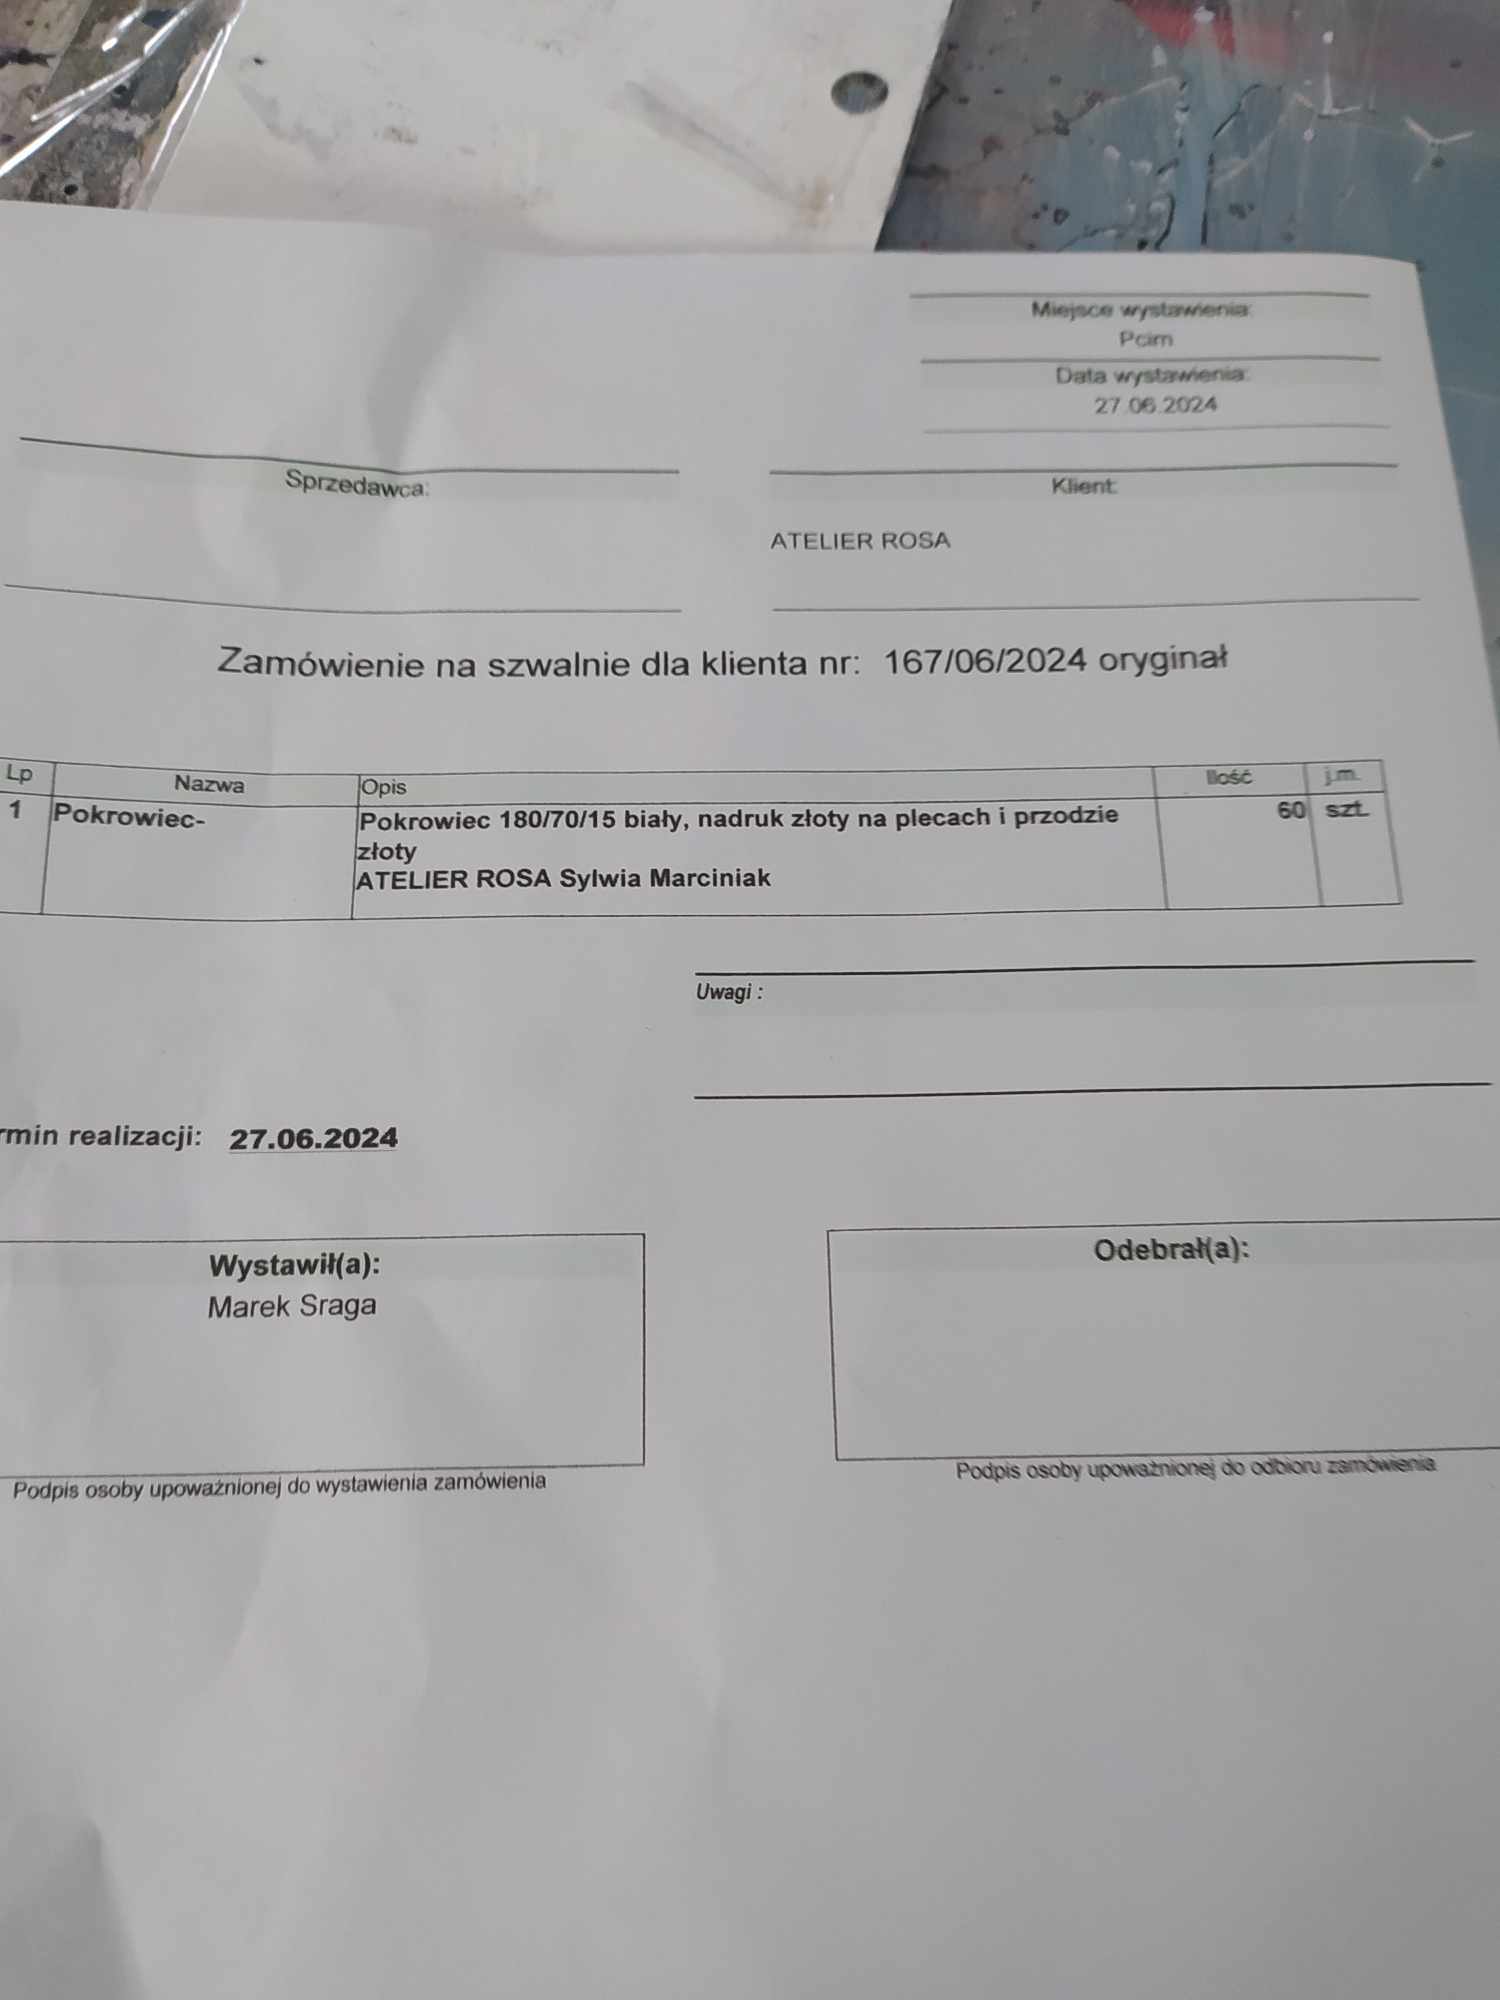 Miejsce wystawienia:
Pcim
Data wystawienia:
27.06.2024
Sprzedawca:
Klient:
ATELIER ROSA
Zamówienie na szwalnie dla klienta nr: 167/06/2024 oryginał
Lp Nazwa Opis Ilość j.m.
1 Pokrowiec- Pokrowiec 180/70/15 biały, nadruk złoty na plecach i przodzie 60 szt.
złoty
ATELIER ROSA Sylwia Marciniak
Uwagi :
rmin realizacji: 27.06.2024
Wystawił(a):
Marek Sraga
Odebrał(a):
Podpis osoby upoważnionej do wystawienia zamówienia
Podpis osoby upoważnionej do odbioru zamówienia